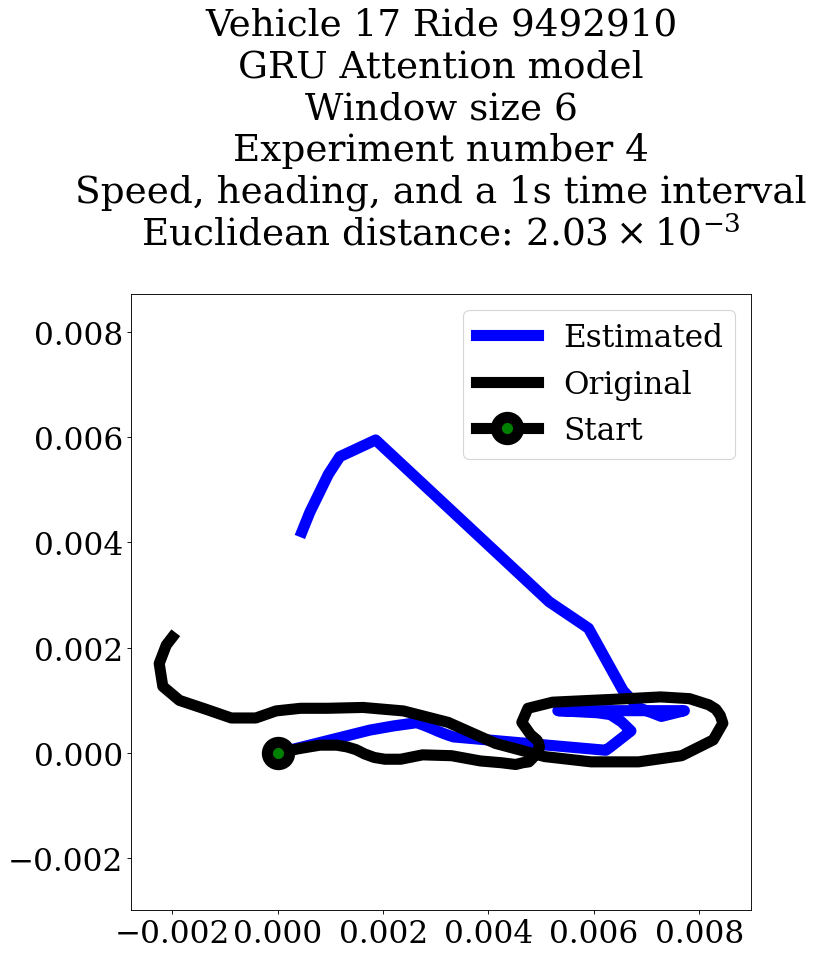 Vehicle 17 Ride 9492910
GRU Attention model
Window size 6
Experiment number 4
Speed, heading, and a 1s time interval
Euclidean distance: 2.03 × 10⁻³
Estimated
Original
Start
0.008
0.006
0.004
0.002
0.000
−0.002
−0.002 0.000 0.002 0.004 0.006 0.008